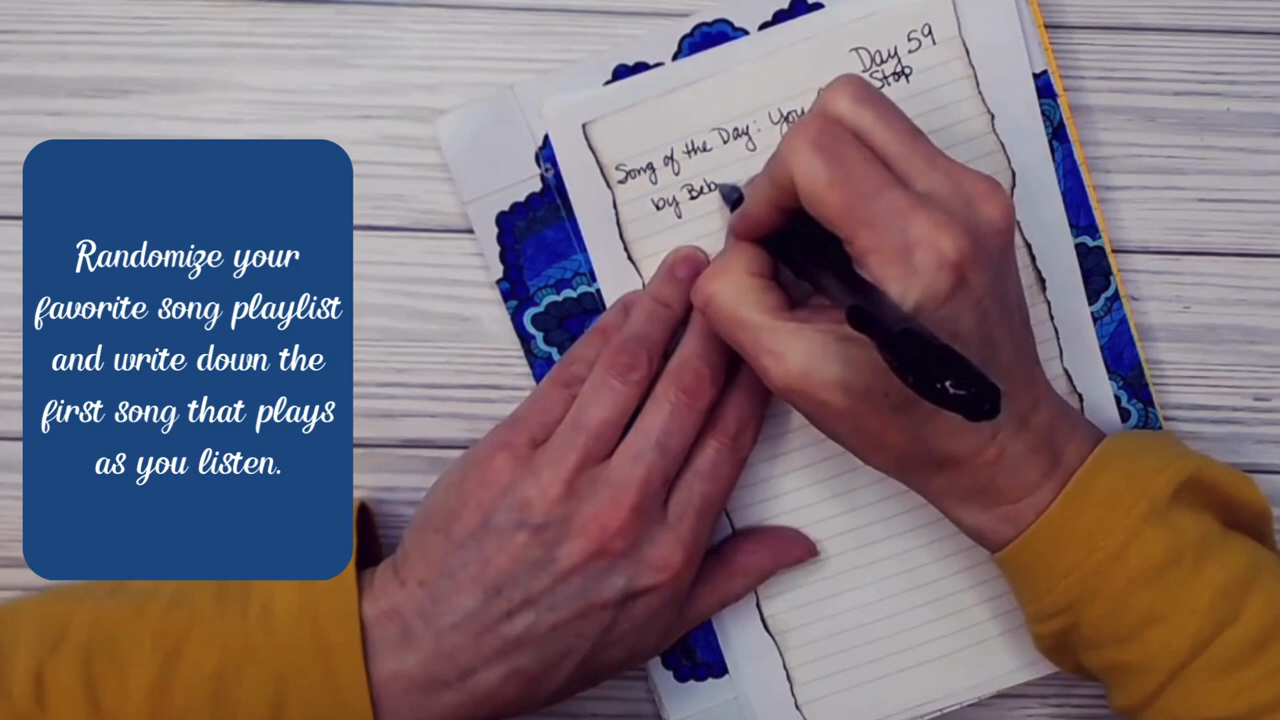 Randomize your
favorite song playlist
and write down the
first song that plays
as you listen.
Day 59
Song of the Day: You Stop
by Beb